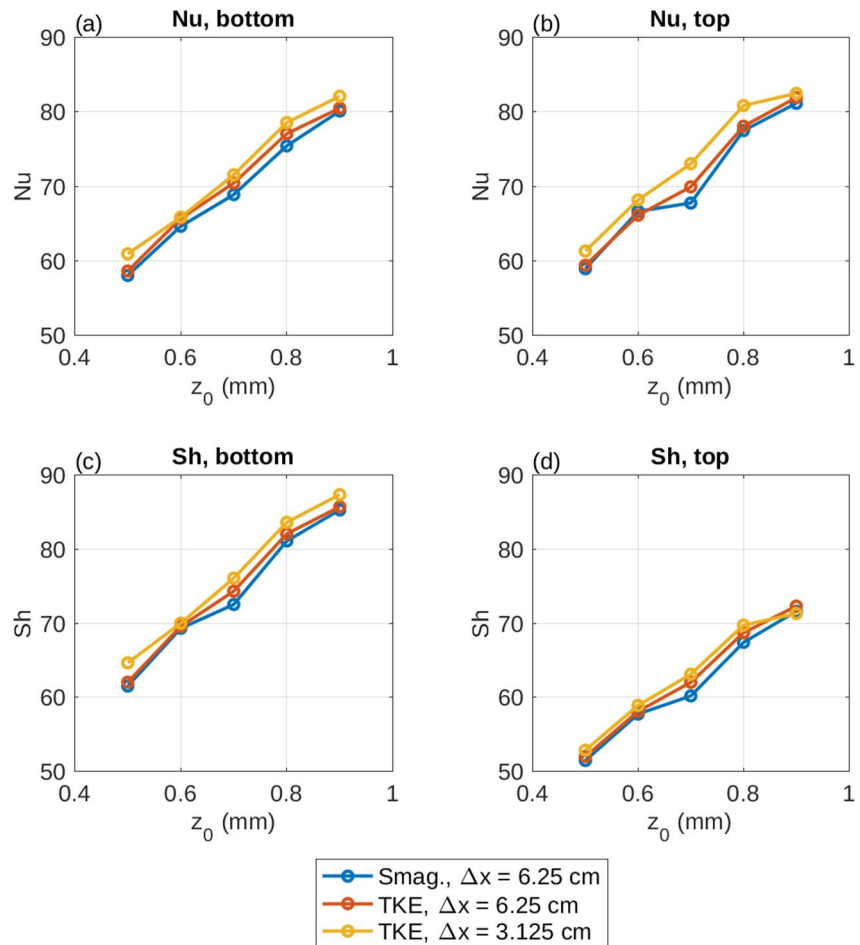 (a) Nu, bottom
90
80
70
60
50
Nu
0.4 0.6 0.8 1
z₀ (mm)
(b) Nu, top
90
80
70
60
50
Nu
0.4 0.6 0.8 1
z₀ (mm)
(c) Sh, bottom
90
80
70
60
50
Sh
0.4 0.6 0.8 1
z₀ (mm)
(d) Sh, top
90
80
70
60
50
Sh
0.4 0.6 0.8 1
z₀ (mm)
Smag., Δx = 6.25 cm
TKE, Δx = 6.25 cm
TKE, Δx = 3.125 cm